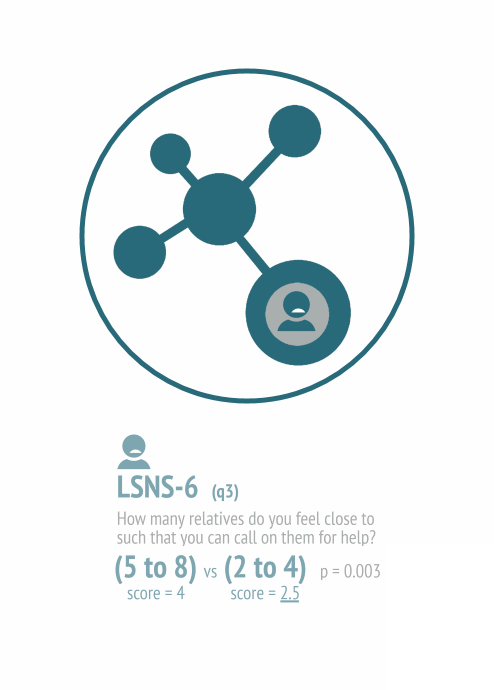 LSNS-6 (q3)
How many relatives do you feel close to
such that you can call on them for help?
(5 to 8) vs (2 to 4) p = 0.003
score = 4 score = 2.5